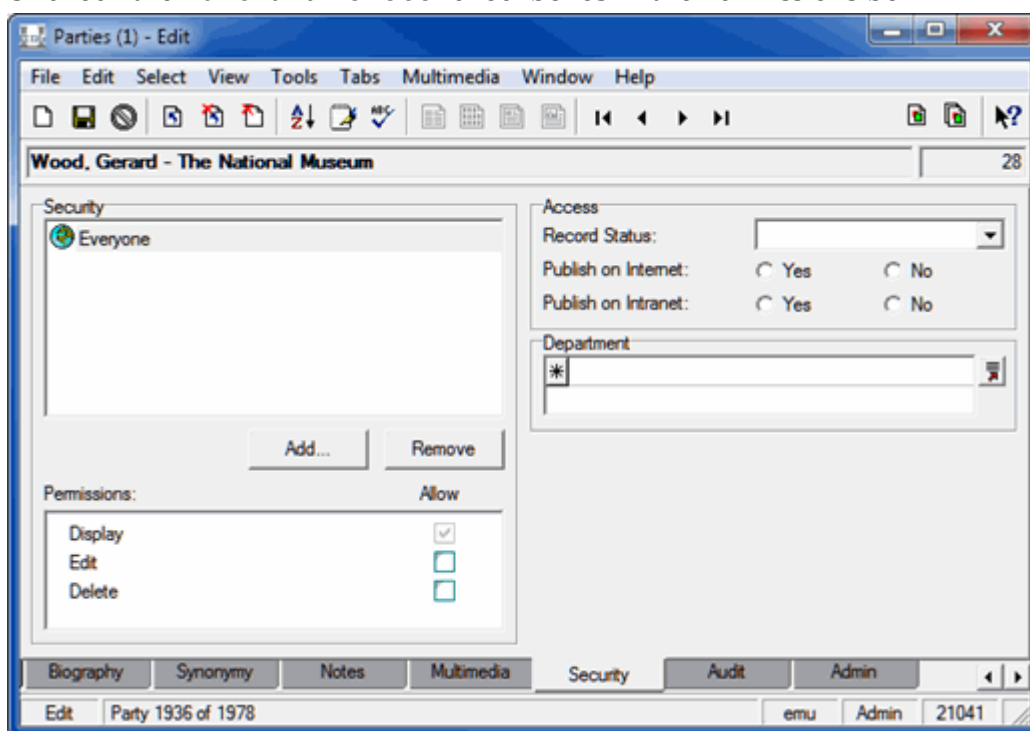 Parties (1) - Edit
File Edit Select View Tools Tabs Multimedia Window Help
Wood, Gerard - The National Museum 28
Security
Everyone
Add... Remove
Permissions: Allow
Display
Edit
Delete
Access
Record Status:
Publish on Internet: Yes No
Publish on Intranet: Yes No
Department
Biography Synonymy Notes Multimedia Security Audit Admin
Edit Party 1936 of 1978 emu Admin 21041